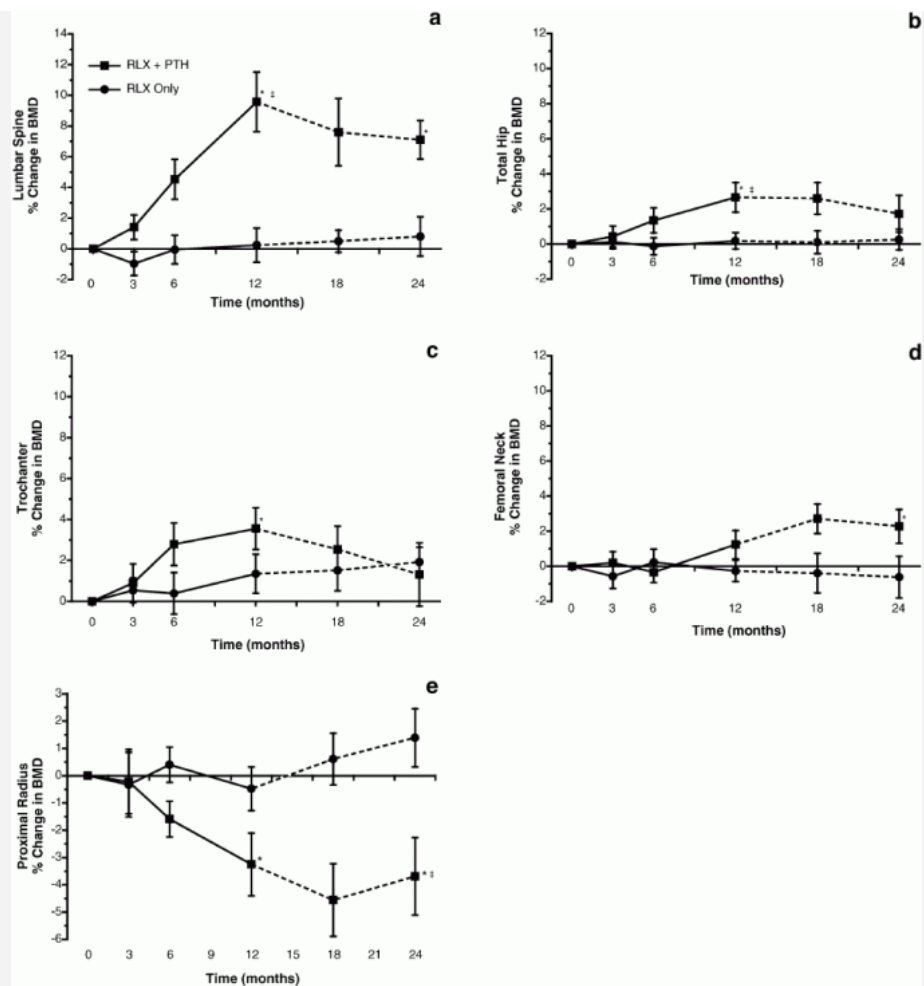 a
14
12
10
8
6
4
2
0
-2
RLX + PTH
RLX Only
* ‡
*
Lumbar Spine
% Change in BMD
0 3 6 12 18 24
Time (months)
b
12
10
8
6
4
2
0
-2
* ‡
Total Hip
% Change in BMD
0 3 6 12 18 24
Time (months)
c
12
10
8
6
4
2
0
Trochanter
% Change in BMD
0 3 6 12 18 24
Time (months)
d
12
10
8
6
4
2
0
-2
Femoral Neck
% Change in BMD
0 3 6 12 18 24
Time (months)
e
3
2
1
0
-1
-2
-3
-4
-5
-6
*
* ‡
Proximal Radius
% Change in BMD
0 3 6 9 12 15 18 21 24
Time (months)